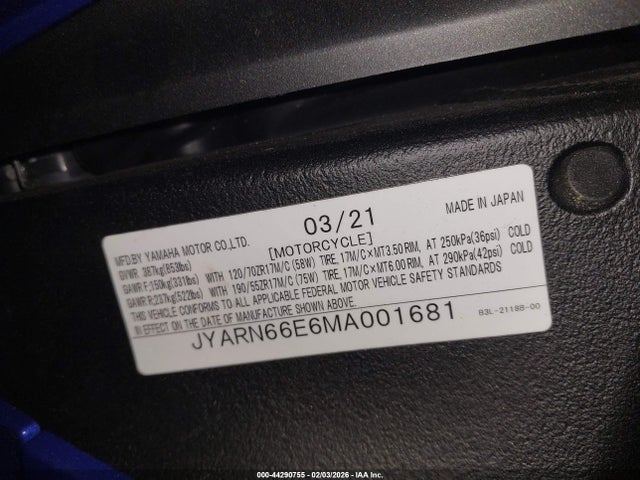 MFD.BY YAMAHA MOTOR CO.,LTD. 03/21 MADE IN JAPAN
GVWR. 387kg(853lbs) [MOTORCYCLE]
GAWR.F:150kg(331lbs) WITH 120/70ZR17M/C (58W) TIRE, 17M/C×MT3.50 RIM, AT 250kPa(36psi) COLD
GAWR.R:237kg(522lbs) WITH 190/55ZR17M/C (75W) TIRE, 17M/C×MT6.00 RIM, AT 290kPa(42psi) COLD
THIS VEHICLE CONFORMS TO ALL APPLICABLE FEDERAL MOTOR VEHICLE SAFETY STANDARDS
IN EFFECT ON THE DATE OF MANUFACTURE SHOWN ABOVE.
JYARN66E6MA001681 B3L-2118B-00
000-44290755 - 02/03/2026 - IAA Inc.